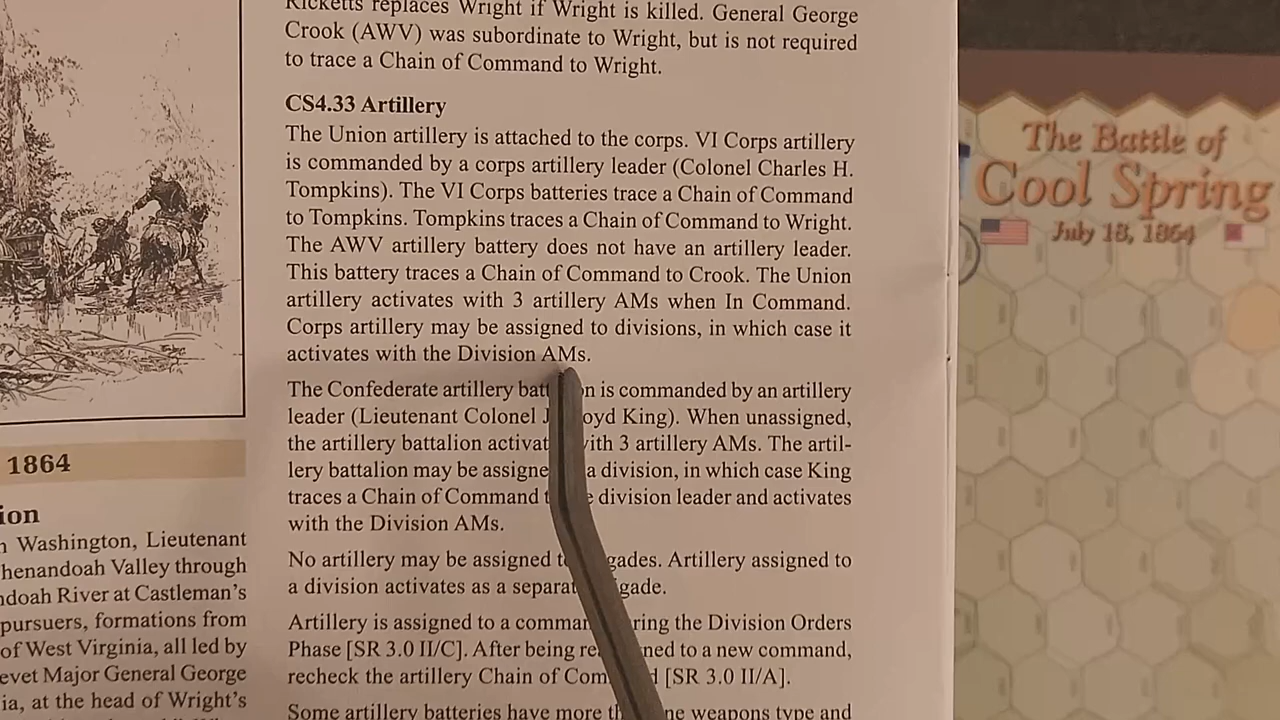 Ricketts replaces Wright if Wright is killed. General George
Crook (AWV) was subordinate to Wright, but is not required
to trace a Chain of Command to Wright.
CS4.33 Artillery
The Union artillery is attached to the corps. VI Corps artillery
is commanded by a corps artillery leader (Colonel Charles H.
Tompkins). The VI Corps batteries trace a Chain of Command
to Tompkins. Tompkins traces a Chain of Command to Wright.
The AWV artillery battery does not have an artillery leader.
This battery traces a Chain of Command to Crook. The Union
artillery activates with 3 artillery AMs when In Command.
Corps artillery may be assigned to divisions, in which case it
activates with the Division AMs.
The Confederate artillery is commanded by an artillery
leader (Lieutenant Colonel King). When unassigned,
the artillery battalion with 3 artillery AMs. The artil-
lery battalion may be a division, in which case King
traces a Chain of Command division leader and activates
with the Division AMs.
No artillery may be assigned Artillery assigned to
a division activates as a
Artillery is assigned to a the Division Orders
Phase [SR 3.0 II/C]. After being to a new command,
recheck the artillery Chain of [SR 3.0 II/A].
Some artillery batteries have more weapons type and
1864
ion
Washington, Lieutenant
henandoah Valley through
ndoah River at Castleman's
pursuers, formations from
of West Virginia, all led by
evet Major General George
ia, at the head of Wright's
The Battle of
Cool Spring
July 18, 1864